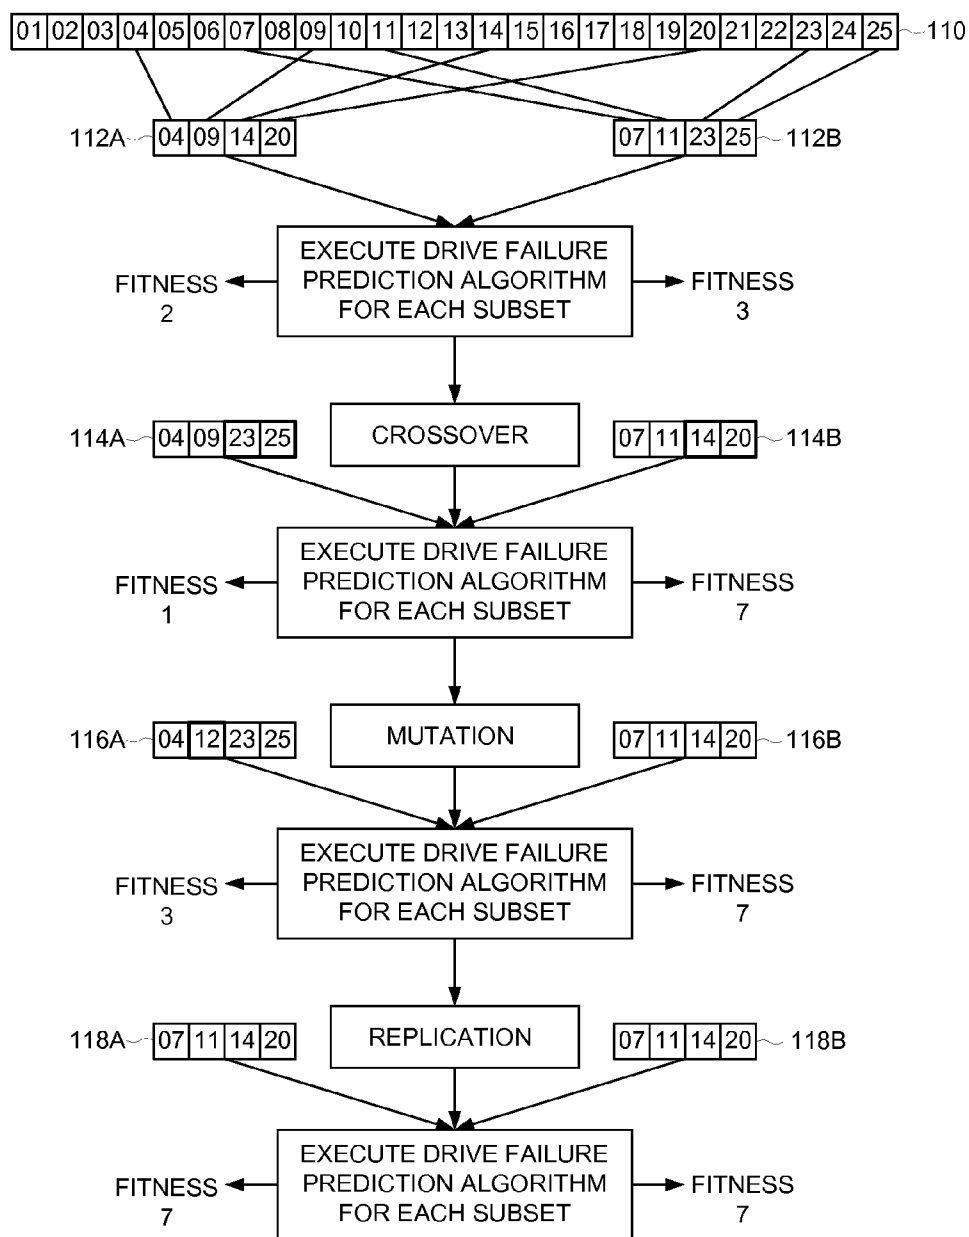 01 02 03 04 05 06 07 08 09 10 11 12 13 14 15 16 17 18 19 20 21 22 23 24 25 110
112A 04 09 14 20 07 11 23 25 112B
EXECUTE DRIVE FAILURE
PREDICTION ALGORITHM
FOR EACH SUBSET
FITNESS
2
FITNESS
3
CROSSOVER
114A 04 09 23 25 07 11 14 20 114B
EXECUTE DRIVE FAILURE
PREDICTION ALGORITHM
FOR EACH SUBSET
FITNESS
1
FITNESS
7
MUTATION
116A 04 12 23 25 07 11 14 20 116B
EXECUTE DRIVE FAILURE
PREDICTION ALGORITHM
FOR EACH SUBSET
FITNESS
3
FITNESS
7
REPLICATION
118A 07 11 14 20 07 11 14 20 118B
EXECUTE DRIVE FAILURE
PREDICTION ALGORITHM
FOR EACH SUBSET
FITNESS
7
FITNESS
7